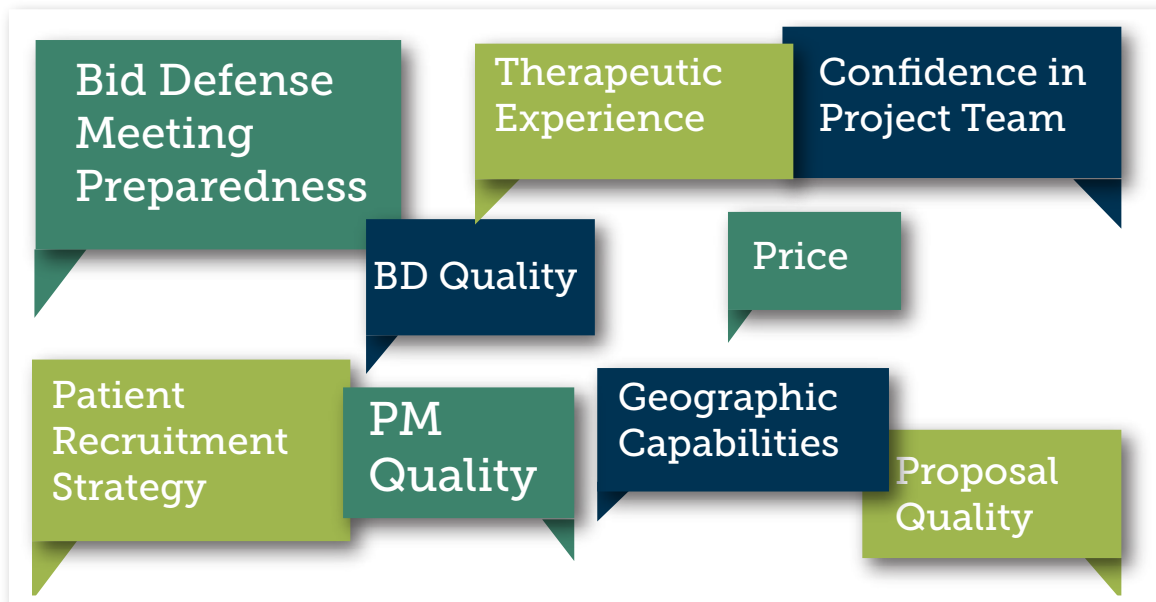 Bid Defense
Meeting
Preparedness
Therapeutic
Experience
Confidence in
Project Team
BD Quality
Price
Patient
Recruitment
Strategy
PM
Quality
Geographic
Capabilities
Proposal
Quality